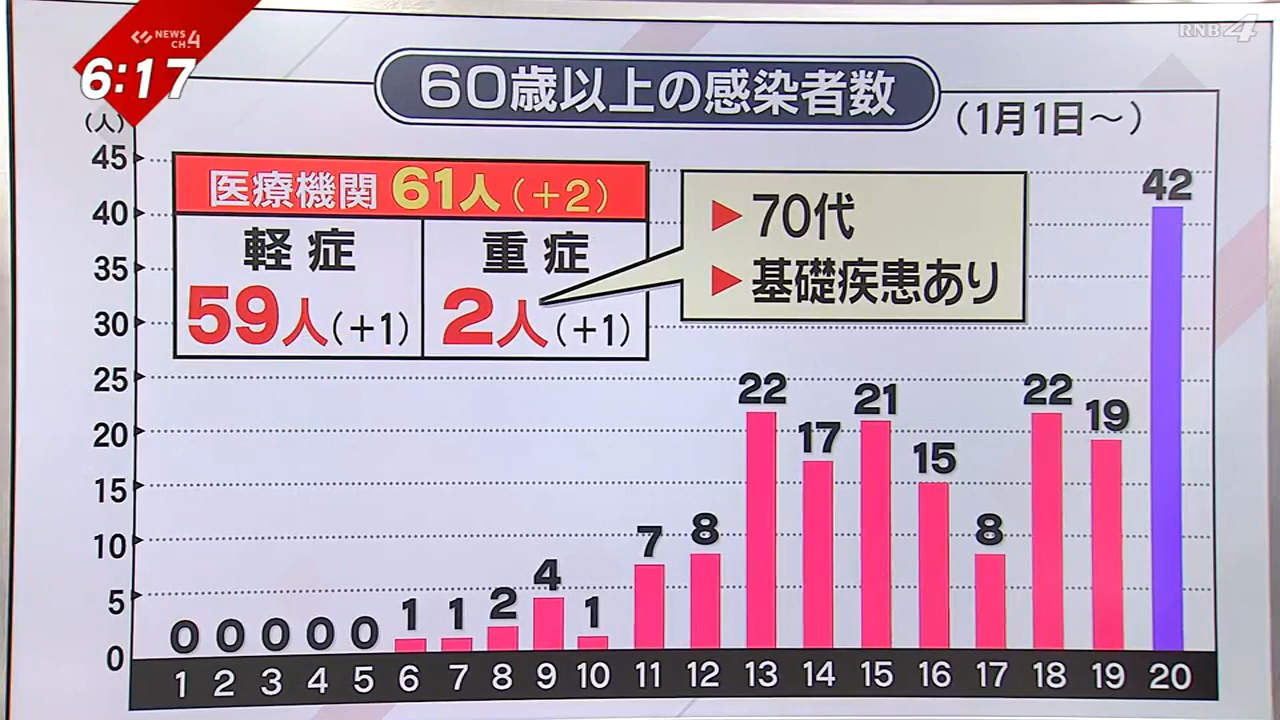 NEWS
CH.4
6:17
RNB 4
60歳以上の感染者数
(1月1日～)
(人)
医療機関 61人(+2)
軽症
59人(+1)
重症
2人(+1)
▶70代
▶基礎疾患あり
45
40
35
30
25
20
15
10
5
0
0 0 0 0 0 1 1 2 4 1 7 8 22 17 21 15 8 22 19 42
1 2 3 4 5 6 7 8 9 10 11 12 13 14 15 16 17 18 19 20